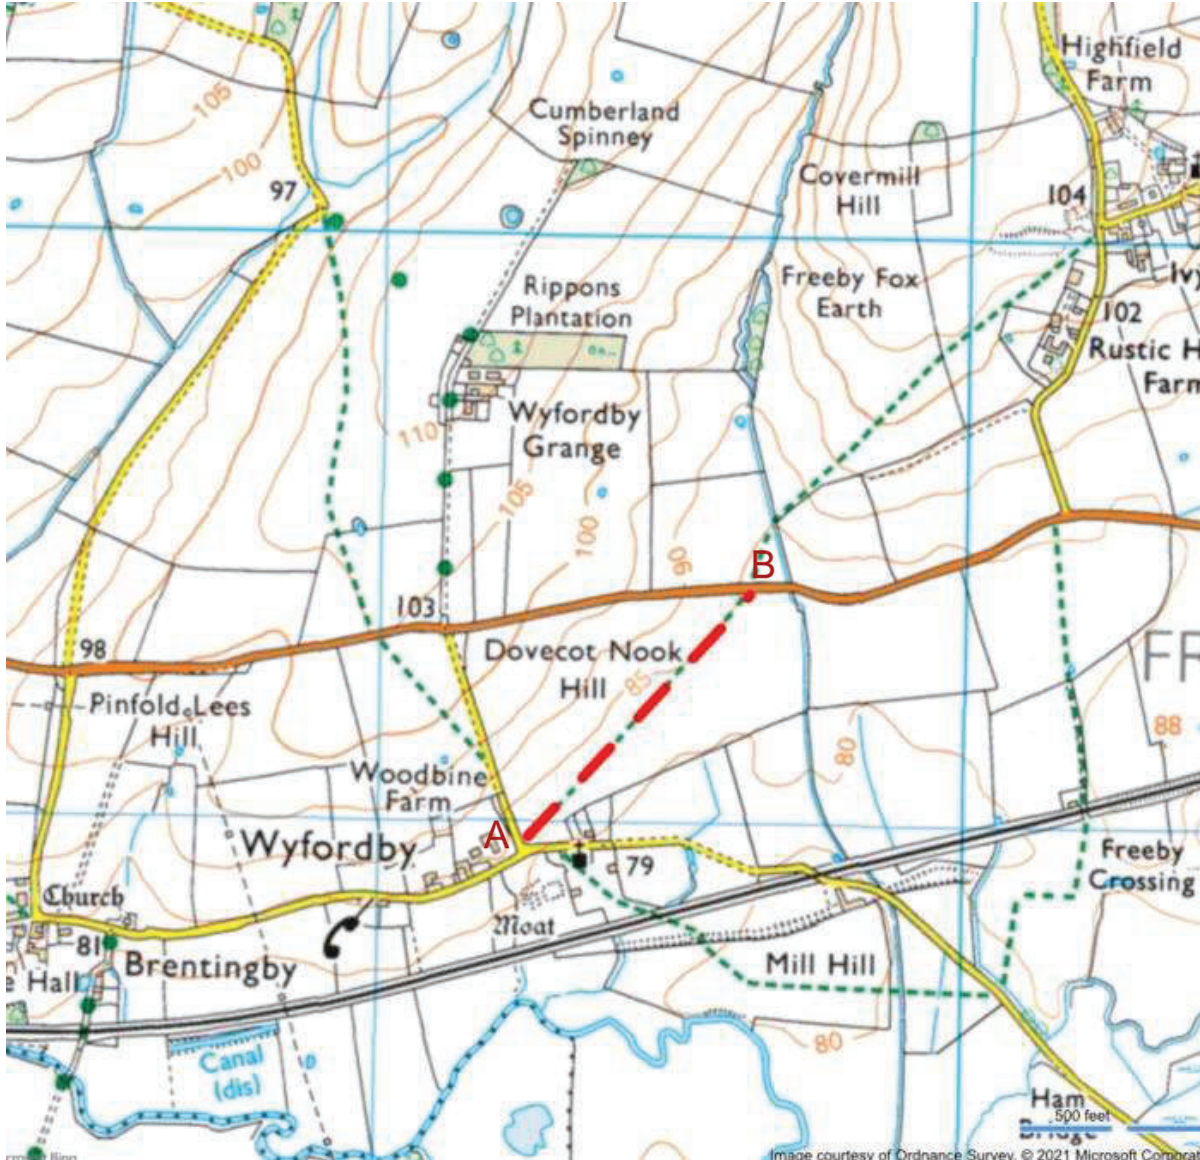 Highfield
Farm
105
Cumberland
Spinney
100
97
Covermill
Hill
104
Freeby Fox
Earth
Rippons
Plantation
102
Rustic H
Farm
Wyfordby
Grange
110
105
100
90
B
103
98
Dovecot Nook
Hill
85
FR
Pinfold Lees
Hill
88
80
Woodbine
Farm
A
Wyfordby
79
Freeby
Crossing
Church
Moat
81
Brentingby
e Hall
Mill Hill
80
Canal
(dis)
Ham
500 feet
Bridge
Image courtesy of Ordnance Survey, © 2021 Microsoft Corporat